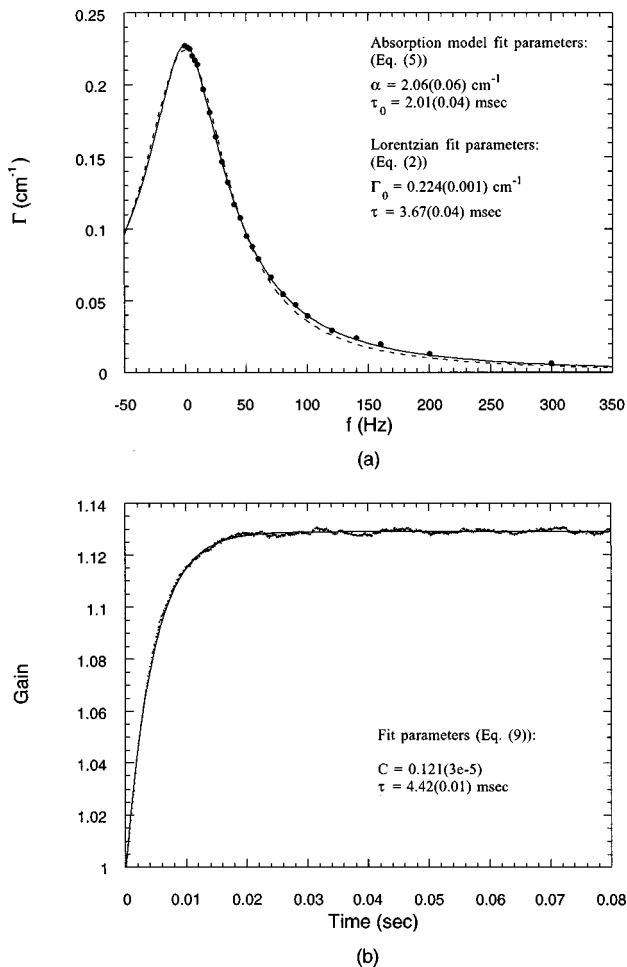 0.25
0.2
0.15
0.1
0.05
0
Γ (cm⁻¹)
Absorption model fit parameters:
(Eq. (5))
α = 2.06(0.06) cm⁻¹
τ₀ = 2.01(0.04) msec
Lorentzian fit parameters:
(Eq. (2))
Γ₀ = 0.224(0.001) cm⁻¹
τ = 3.67(0.04) msec
-50 0 50 100 150 200 250 300 350
f (Hz)
(a)
1.14
1.12
1.1
1.08
1.06
1.04
1.02
1
Gain
Fit parameters (Eq. (9)):
C = 0.121(3e-5)
τ = 4.42(0.01) msec
0 0.01 0.02 0.03 0.04 0.05 0.06 0.07 0.08
Time (sec)
(b)